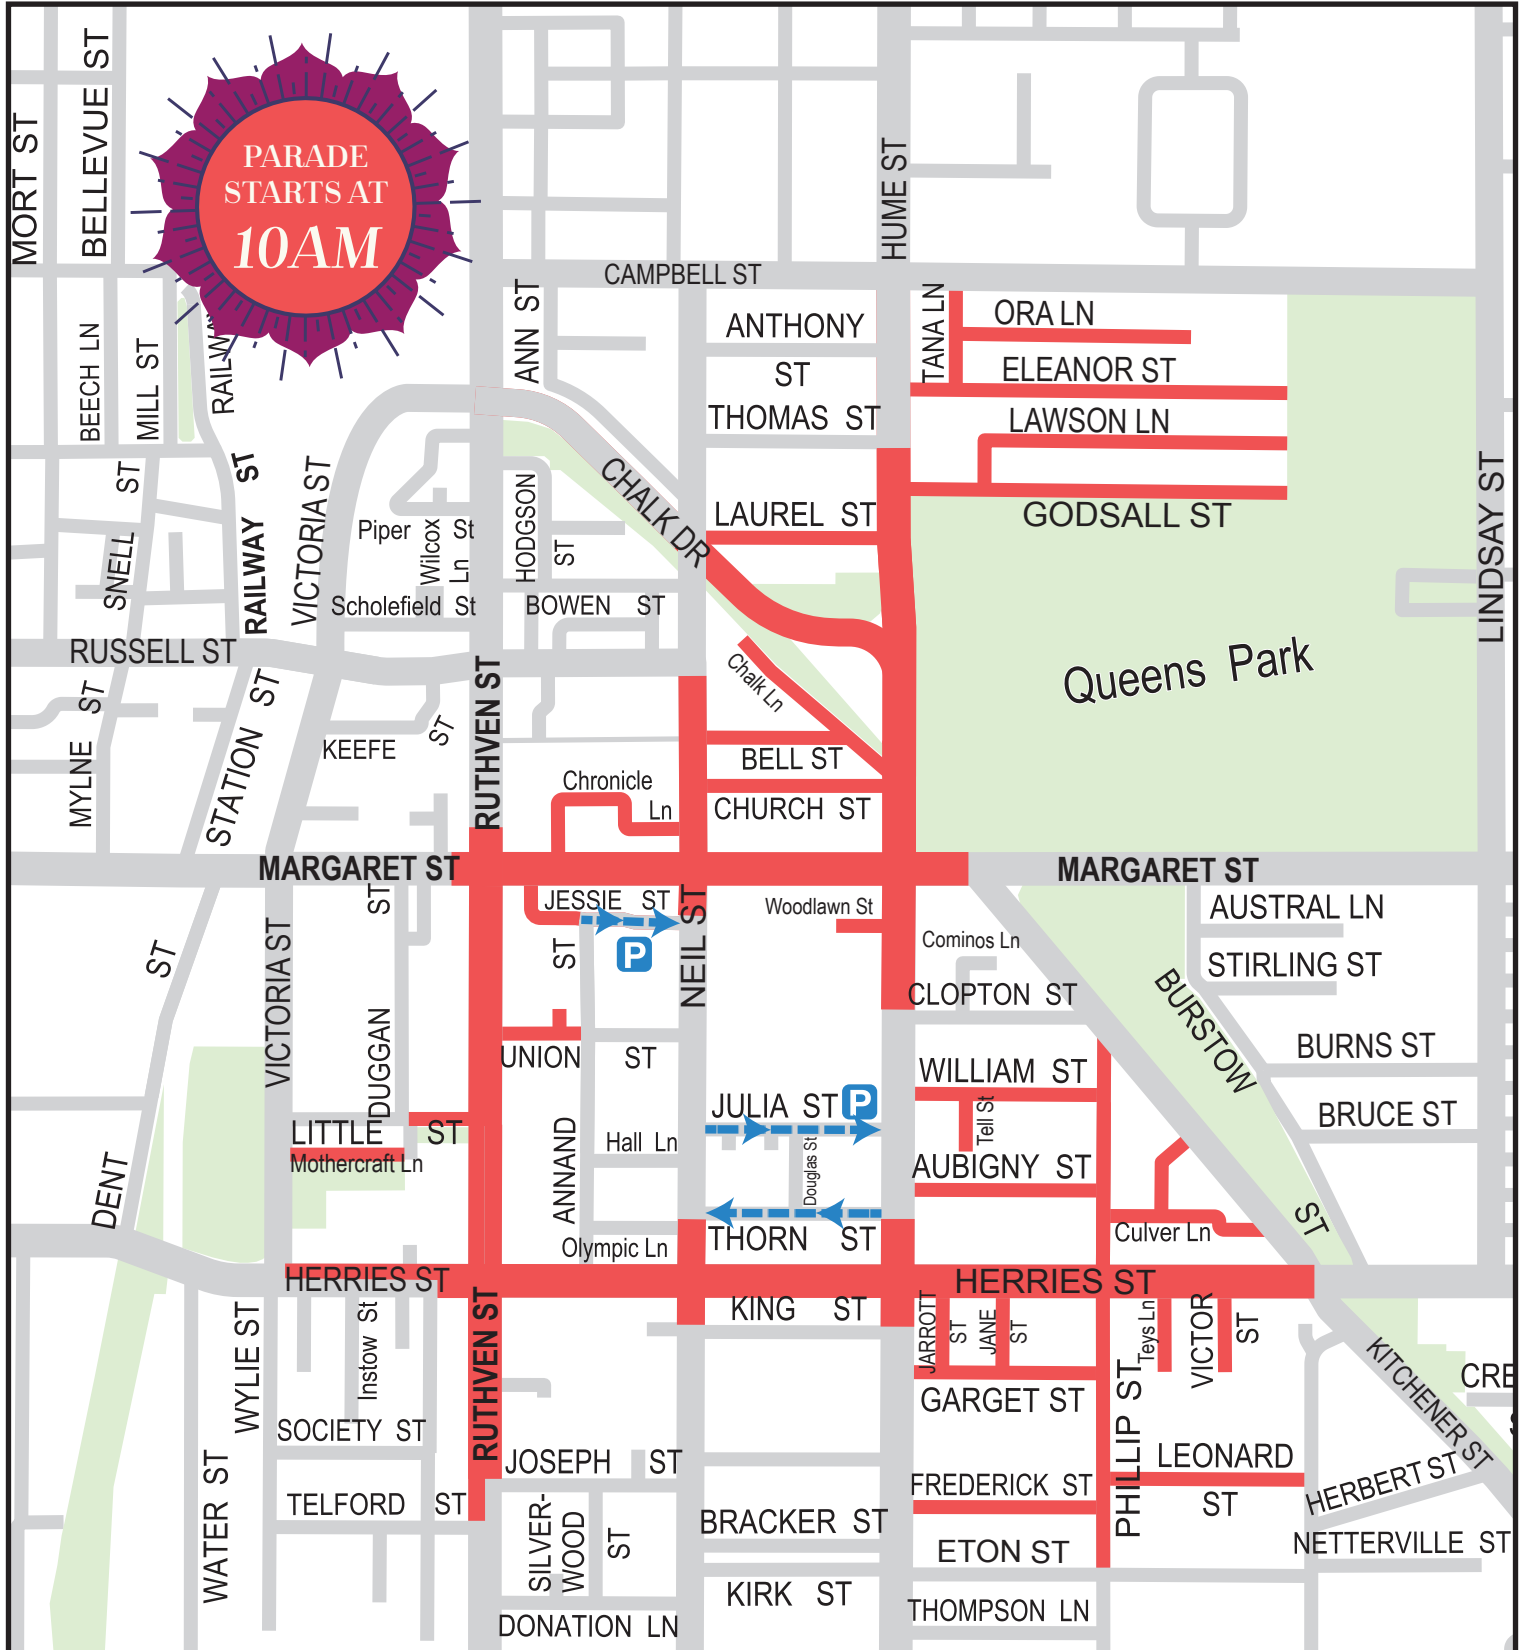 PARADE
STARTS AT
10AM
MORT ST
BELLEVUE ST
HUME ST
CAMPBELL ST
ANN ST
ANTHONY
ST
TANA LN
ORA LN
ELEANOR ST
BEECH LN
MILL ST
THOMAS ST
LAWSON LN
RAILWAY ST
VICTORIA ST
CHALK DR
LAUREL ST
GODSALL ST
LINDSAY ST
SNELL ST
Piper St
Wilcox
Ln
HODGSON
ST
Scholefield St
BOWEN ST
RUSSELL ST
Queens Park
Chalk Ln
MYLNE ST
STATION ST
KEEFE ST
RUTHVEN ST
BELL ST
Chronicle
Ln
CHURCH ST
MARGARET ST
MARGARET ST
JESSIE ST
P
NEIL ST
Woodlawn St
AUSTRAL LN
Cominos Ln
STIRLING ST
CLOPTON ST
DENT ST
VICTORIA ST
DUGGAN ST
UNION ST
BURSTOW ST
BURNS ST
WILLIAM ST
JULIA ST
P
Tell St
BRUCE ST
LITTLE ST
Mothercraft Ln
ANNAND ST
Hall Ln
Douglas St
AUBIGNY ST
Olympic Ln
THORN ST
Culver Ln
HERRIES ST
HERRIES ST
KING ST
WYLIE ST
Instow St
RUTHVEN ST
JARROTT
ST
JANE
ST
Teys Ln
VICTOR
ST
PHILLIP ST
KITCHENER ST
CRE
GARGET ST
SOCIETY ST
JOSEPH ST
LEONARD
ST
WATER ST
TELFORD ST
FREDERICK ST
HERBERT ST
SILVER-
WOOD
ST
BRACKER ST
ETON ST
NETTERVILLE ST
KIRK ST
DONATION LN
THOMPSON LN
RAILWAY